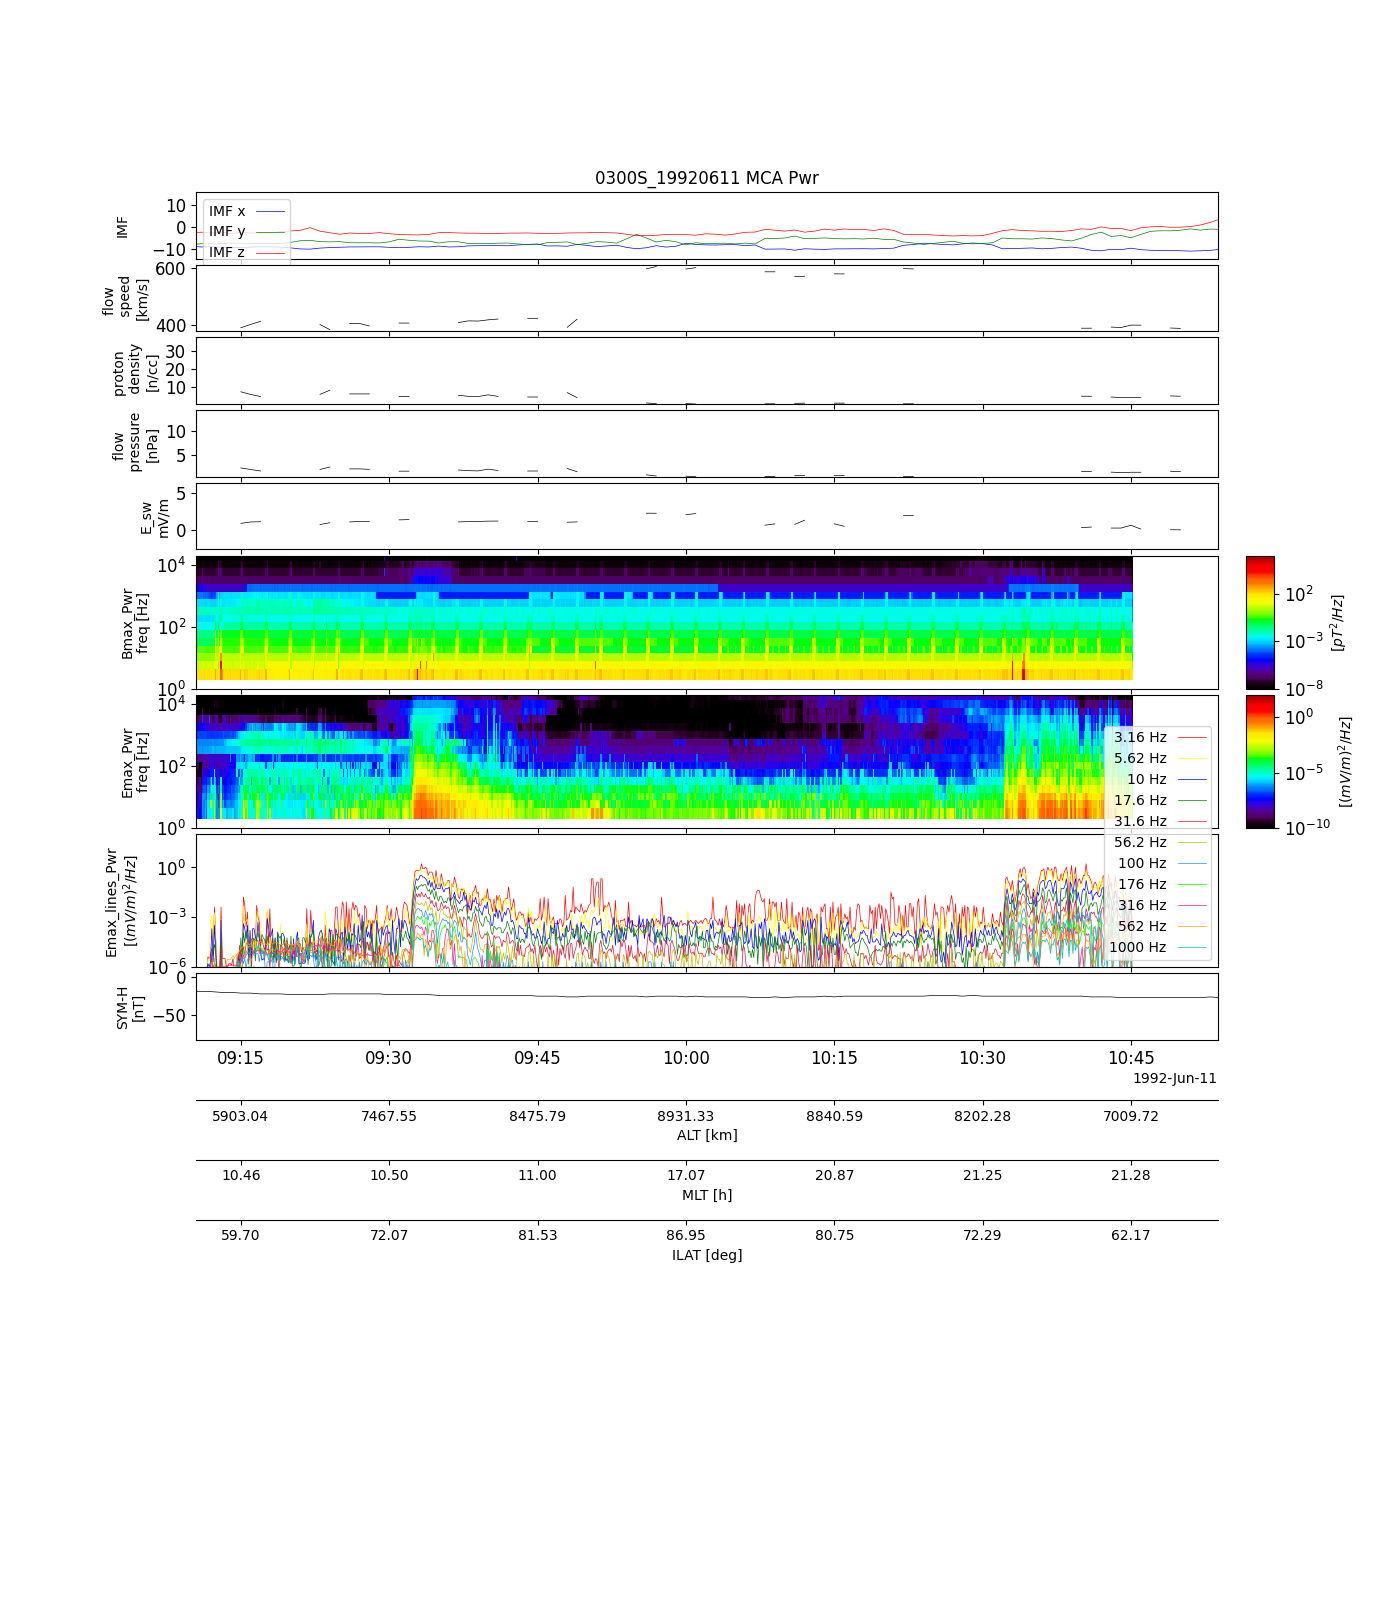 0300S_19920611 MCA Pwr
10
0
−10
IMF
IMF x
IMF y
IMF z
600
400
flow
speed
[km/s]
30
20
10
proton
density
[n/cc]
10
5
flow
pressure
[nPa]
5
0
E_sw
mV/m
10^4
10^2
10^0
Bmax_Pwr
freq [Hz]
10^2
10^−3
10^−8
[pT^2/Hz]
10^4
10^2
10^0
Emax_Pwr
freq [Hz]
10^0
10^−5
10^−10
[(mV/m)^2/Hz]
3.16 Hz
5.62 Hz
10 Hz
17.6 Hz
31.6 Hz
56.2 Hz
100 Hz
176 Hz
316 Hz
562 Hz
1000 Hz
10^0
10^−3
10^−6
Emax_lines_Pwr
[(mV/m)^2/Hz]
0
−50
SYM-H
[nT]
09:15 09:30 09:45 10:00 10:15 10:30 10:45
1992-Jun-11
5903.04 7467.55 8475.79 8931.33 8840.59 8202.28 7009.72
ALT [km]
10.46 10.50 11.00 17.07 20.87 21.25 21.28
MLT [h]
59.70 72.07 81.53 86.95 80.75 72.29 62.17
ILAT [deg]